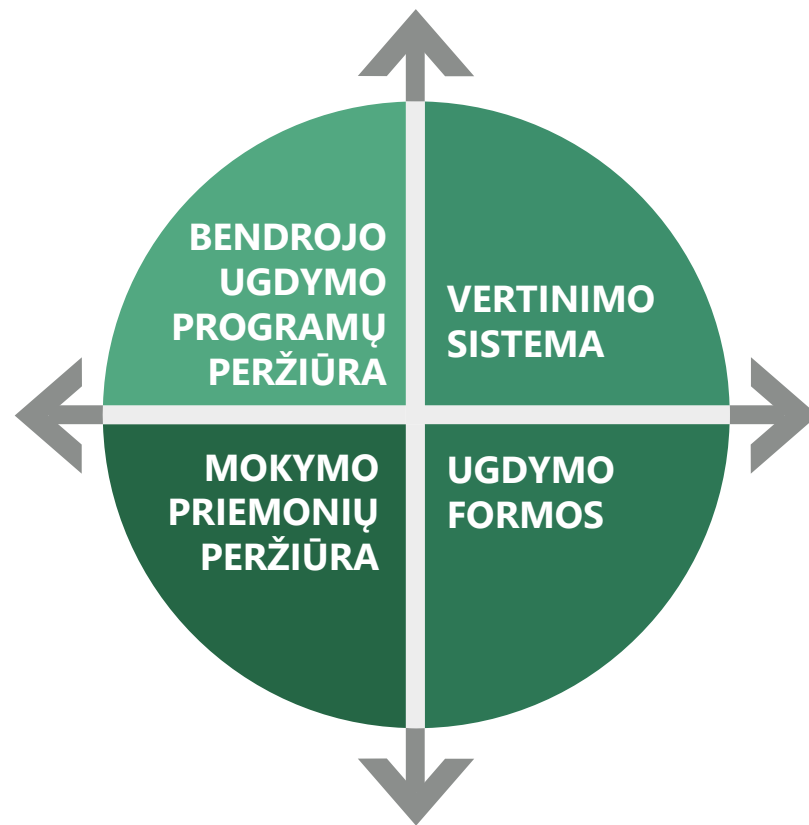 BENDROJO
UGDYMO
PROGRAMŲ
PERŽIŪRA
VERTINIMO
SISTEMA
MOKYMO
PRIEMONIŲ
PERŽIŪRA
UGDYMO
FORMOS